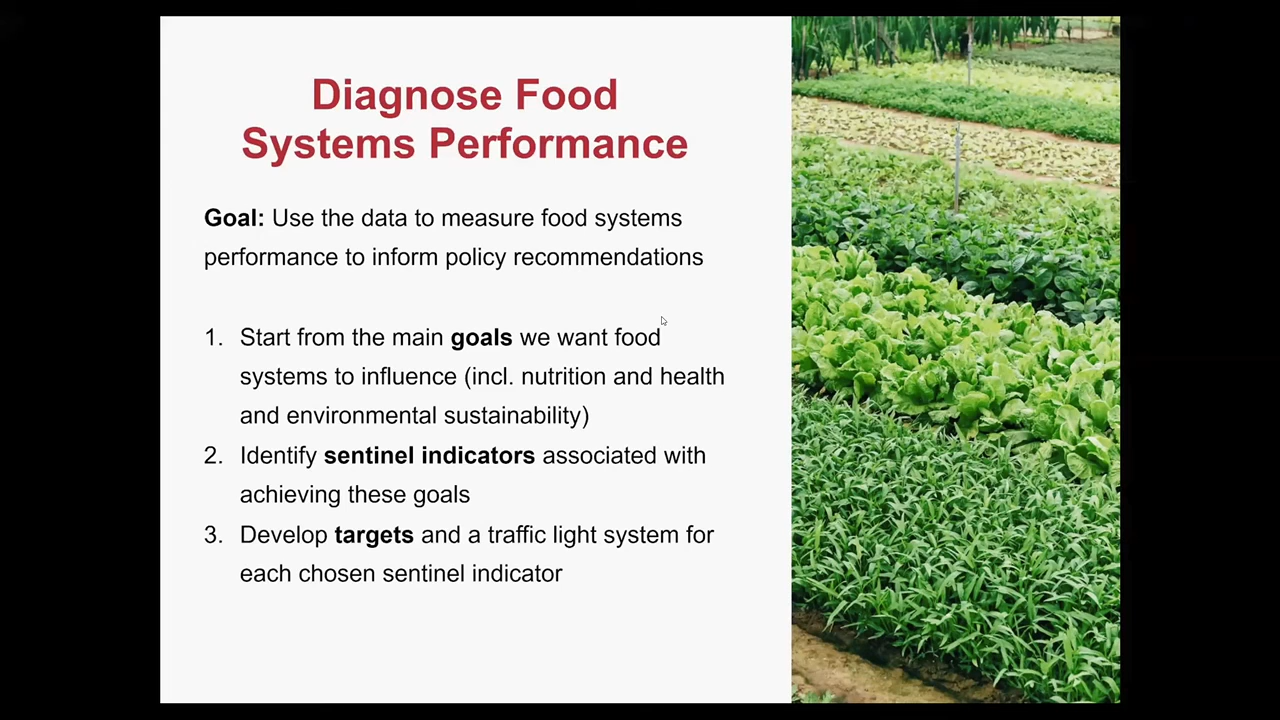 Diagnose Food
Systems Performance
Goal: Use the data to measure food systems
performance to inform policy recommendations
1. Start from the main goals we want food
systems to influence (incl. nutrition and health
and environmental sustainability)
2. Identify sentinel indicators associated with
achieving these goals
3. Develop targets and a traffic light system for
each chosen sentinel indicator